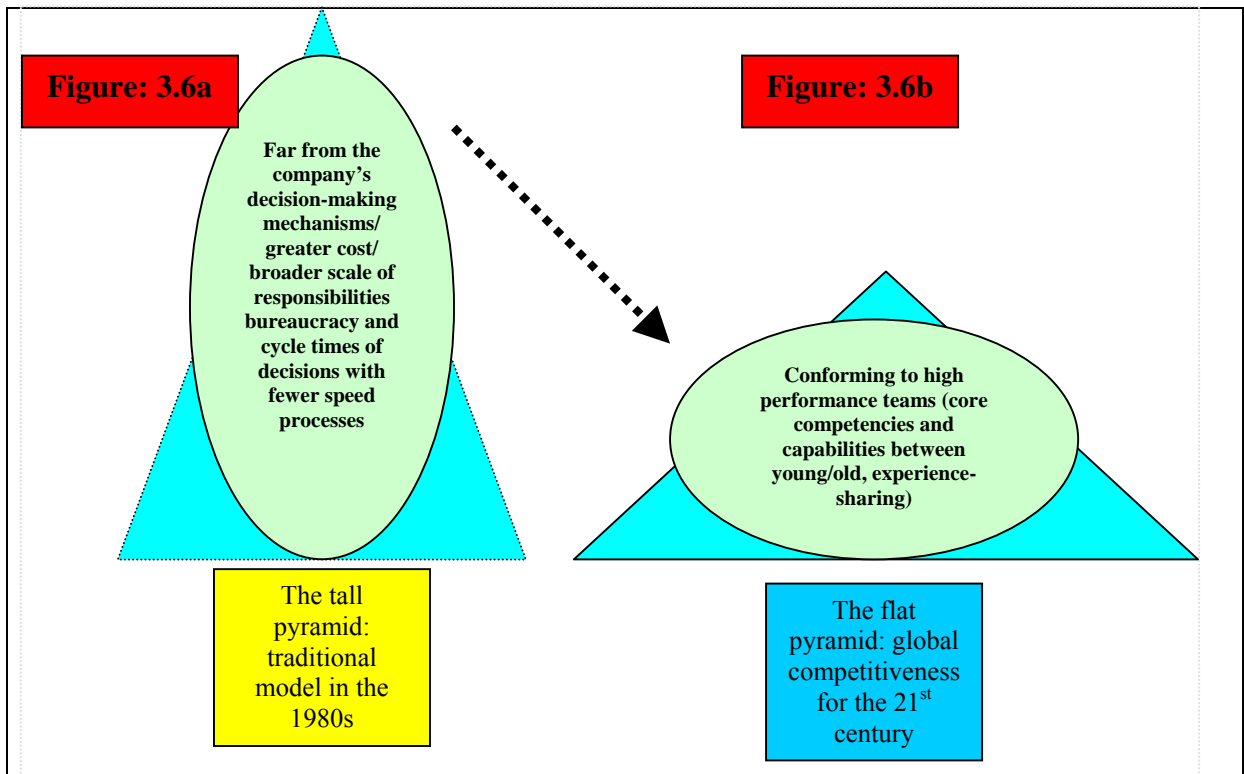 Figure: 3.6a
Far from the
company's
decision-making
mechanisms/
greater cost/
broader scale of
responsibilities
bureaucracy and
cycle times of
decisions with
fewer speed
processes
The tall
pyramid:
traditional
model in the
1980s
Figure: 3.6b
Conforming to high
performance teams (core
competencies and
capabilities between
young/old, experience-
sharing)
The flat
pyramid: global
competitiveness
for the 21st
century